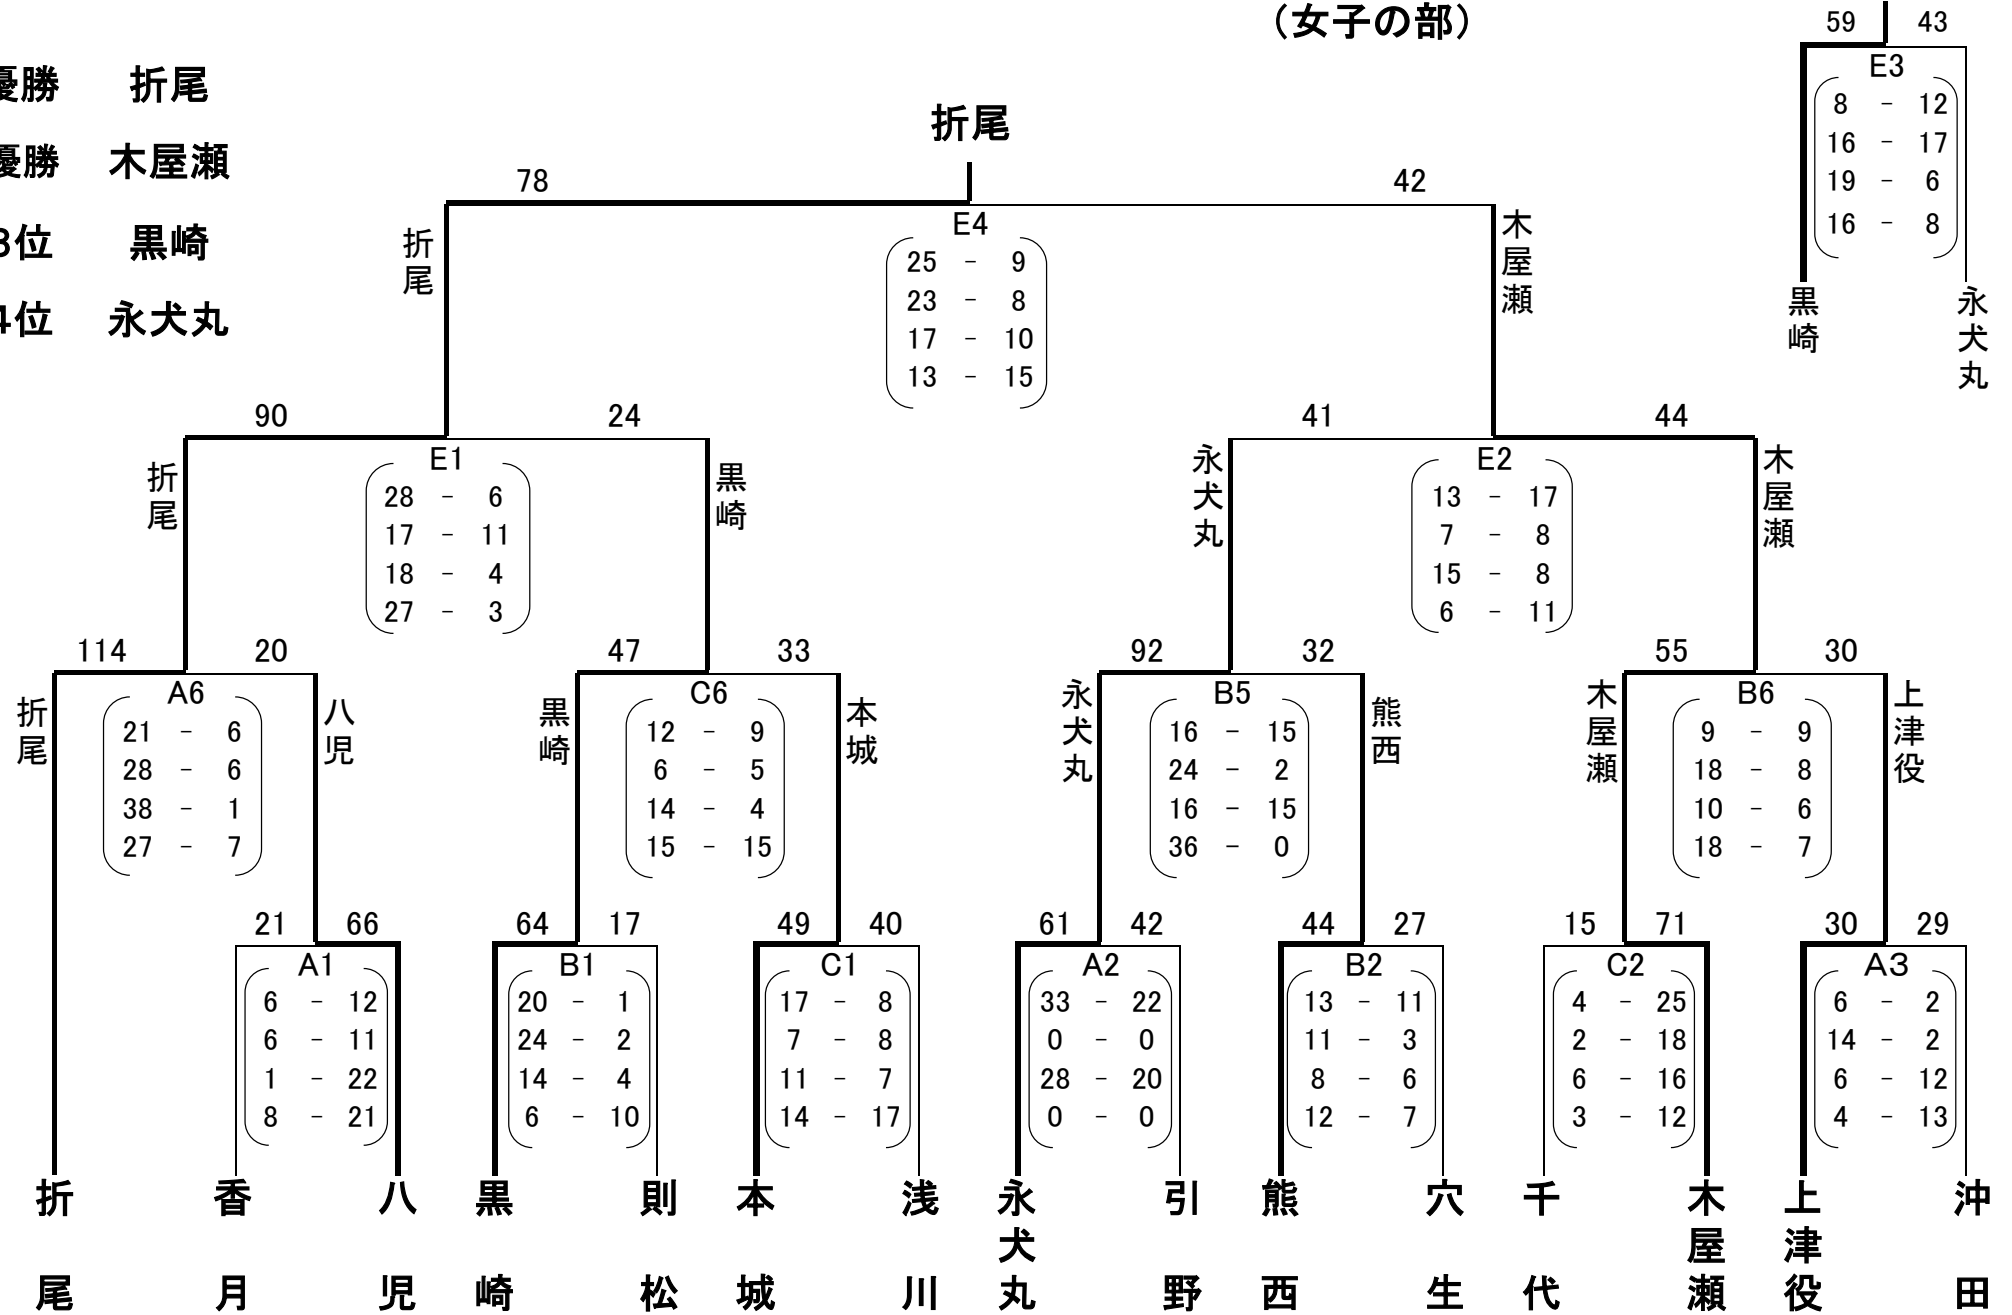 （女子の部）
59 43
E3
8 - 12
16 - 17
19 - 6
16 - 8
黒崎
永犬丸
優勝 折尾
優勝 木屋瀬
3位 黒崎
4位 永犬丸
折尾
78 42
折尾
木屋瀬
E4
25 - 9
23 - 8
17 - 10
13 - 15
90 24
折尾
黒崎
E1
28 - 6
17 - 11
18 - 4
27 - 3
41 44
永犬丸
木屋瀬
E2
13 - 17
7 - 8
15 - 8
6 - 11
114 20
折尾
八児
A6
21 - 6
28 - 6
38 - 1
27 - 7
47 33
黒崎
本城
C6
12 - 9
6 - 5
14 - 4
15 - 15
92 32
永犬丸
熊西
B5
16 - 15
24 - 2
16 - 15
36 - 0
55 30
木屋瀬
上津役
B6
9 - 9
18 - 8
10 - 6
18 - 7
21 66
A1
6 - 12
6 - 11
1 - 22
8 - 21
64 17
B1
20 - 1
24 - 2
14 - 4
6 - 10
49 40
C1
17 - 8
7 - 8
11 - 7
14 - 17
61 42
A2
33 - 22
0 - 0
28 - 20
0 - 0
44 27
B2
13 - 11
11 - 3
8 - 6
12 - 7
15 71
C2
4 - 25
2 - 18
6 - 16
3 - 12
30 29
A3
6 - 2
14 - 2
6 - 12
4 - 13
折尾
香月
八児
黒崎
則松
本城
浅川
永犬丸
引野
熊西
穴生
千代
木屋瀬
上津役
沖田